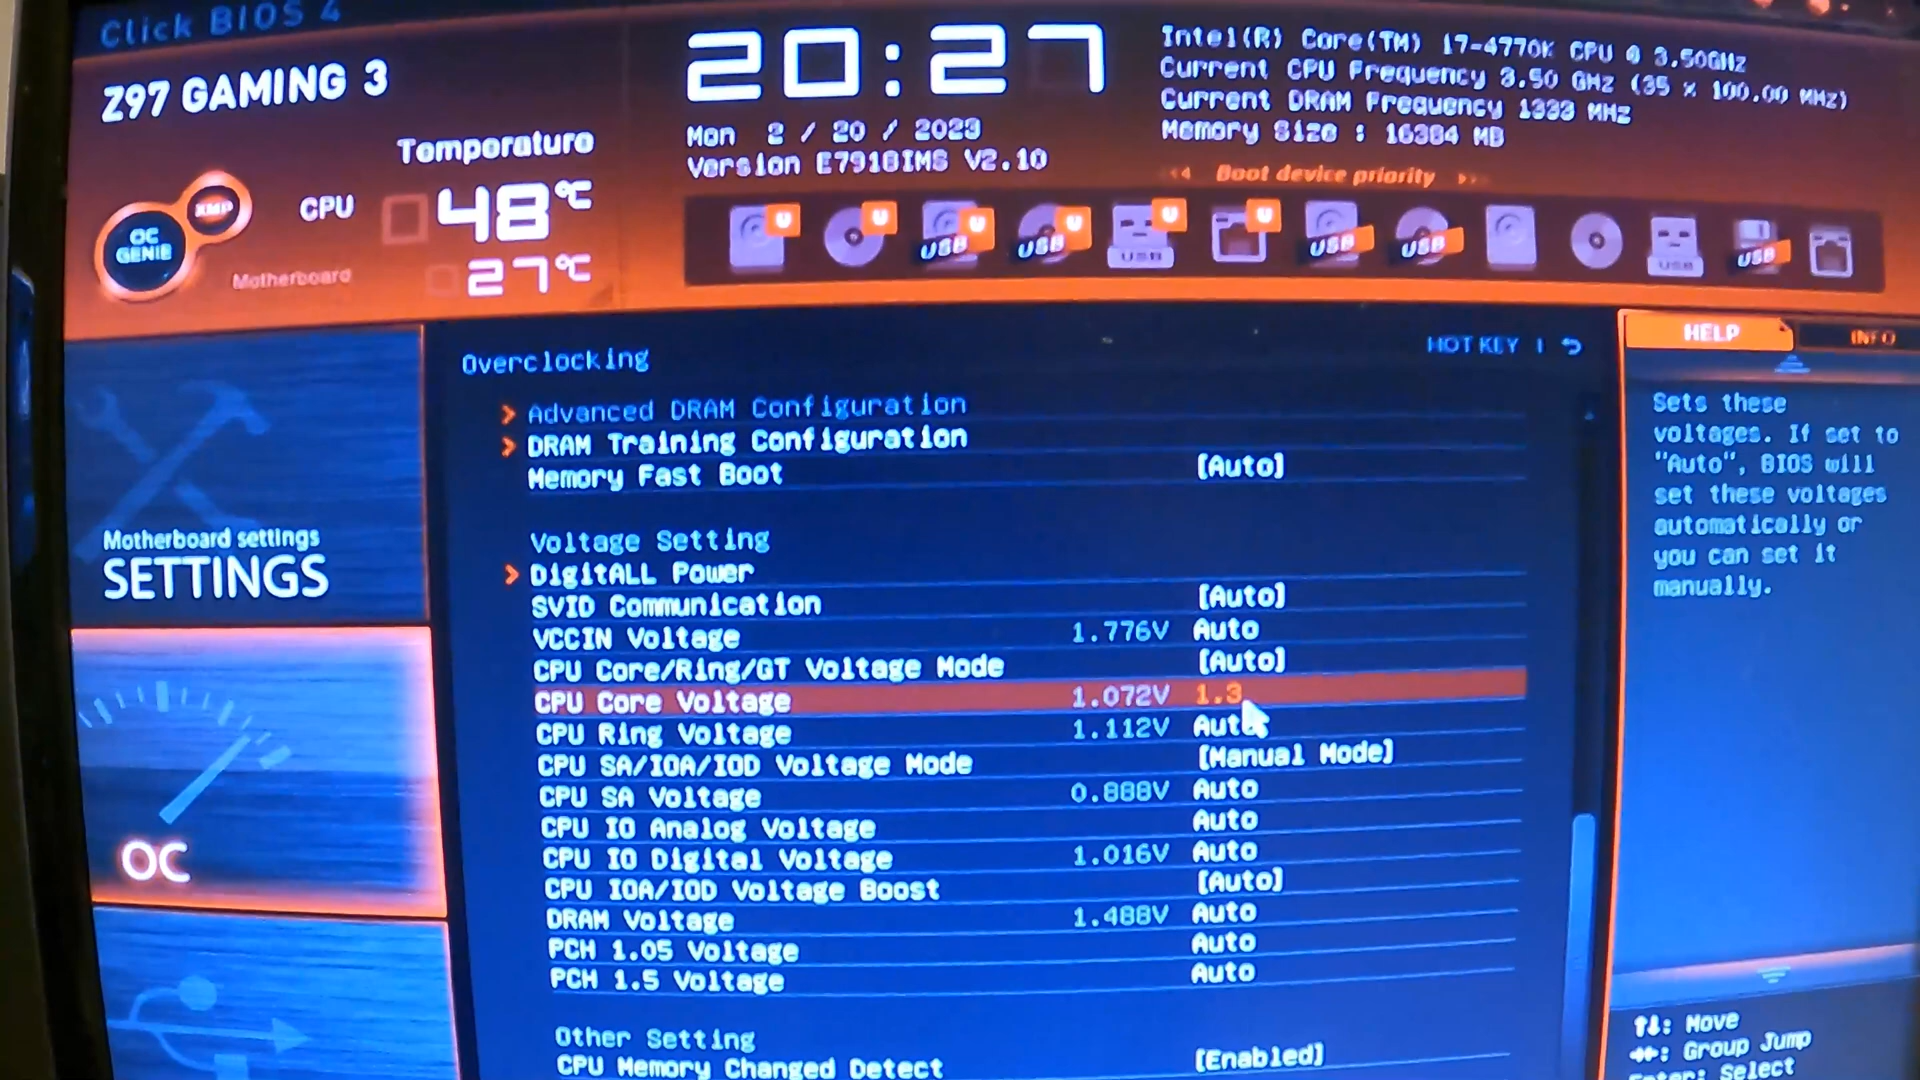 Click BIOS 4
Z97 GAMING 3
Temperature
CPU 48°C
Motherboard 27°C
OC GENIE
XMP
20:27
Mon 2 / 20 / 2023
Version E7918IMS V2.10
Intel(R) Core(TM) i7-4770K CPU @ 3.50GHz
Current CPU Frequency 3.50 GHz (35 x 100.00 MHz)
Current DRAM Frequency 1333 MHz
Memory Size : 16384 MB
Boot device priority
U U USB U USB U USB U U USB USB USB USB
Overclocking
HOT KEY
HELP
INFO
> Advanced DRAM Configuration
> DRAM Training Configuration
Memory Fast Boot [Auto]
Voltage Setting
> DigitALL Power
SVID Communication [Auto]
VCCIN Voltage 1.776V Auto
CPU Core/Ring/GT Voltage Mode [Auto]
CPU Core Voltage 1.072V 1.3
CPU Ring Voltage 1.112V Auto
CPU SA/IOA/IOD Voltage Mode [Manual Mode]
CPU SA Voltage 0.888V Auto
CPU IO Analog Voltage Auto
CPU IO Digital Voltage 1.016V Auto
CPU IOA/IOD Voltage Boost [Auto]
DRAM Voltage 1.488V Auto
PCH 1.05 Voltage Auto
PCH 1.5 Voltage Auto
Other Setting
CPU Memory Changed Detect [Enabled]
Motherboard settings
SETTINGS
OC
Sets these
voltages. If set to
"Auto", BIOS will
set these voltages
automatically or
you can set it
manually.
↑↓: Move
→←: Group Jump
Enter: Select